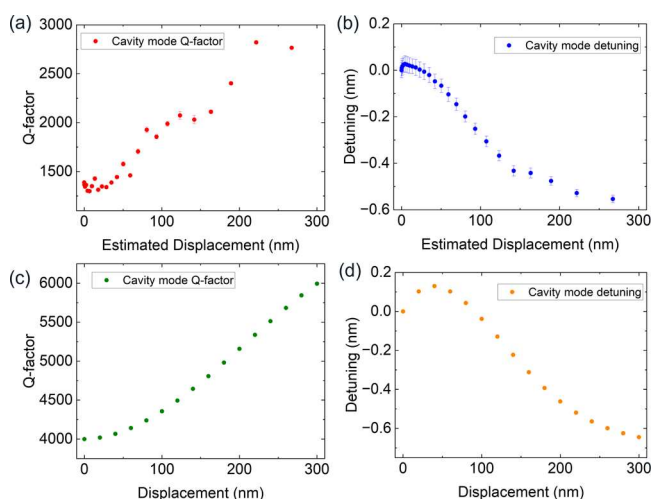 (a)
Cavity mode Q-factor
3000
2500
2000
1500
Q-factor
0
100
200
300
Estimated Displacement (nm)
(b)
Cavity mode detuning
0.2
0.0
−0.2
−0.4
−0.6
Detuning (nm)
0
100
200
300
Estimated Displacement (nm)
(c)
Cavity mode Q-factor
6000
5500
5000
4500
4000
Q-factor
0
50
100
150
200
250
300
Displacement (nm)
(d)
Cavity mode detuning
0.2
0.0
−0.2
−0.4
−0.6
Detuning (nm)
0
50
100
150
200
250
300
Displacement (nm)